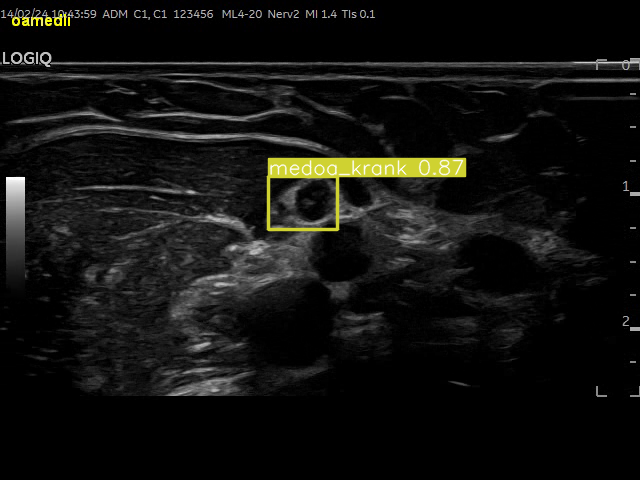 14/02/24 10:43:59 ADM C1, C1 123456 ML4-20 Nerv2 MI 1.4 TIs 0.1
oamedli
LOGIQ
0
medoa_krank 0.87
1
2